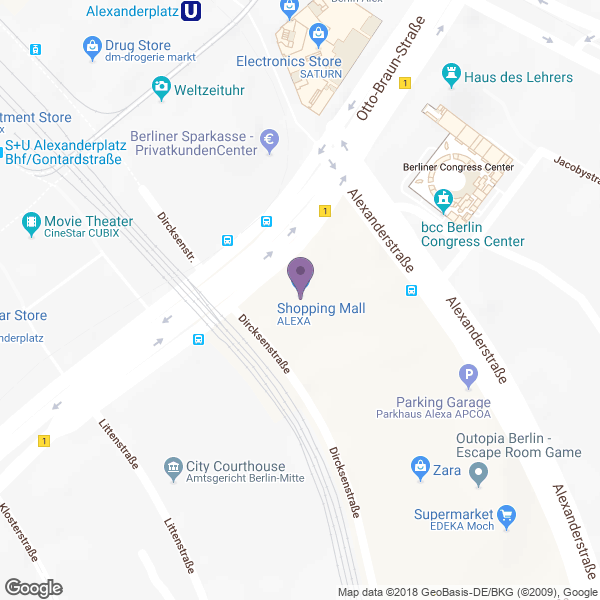 Alexanderplatz
U
Berlin Alex
Drug Store
dm-drogerie markt
Electronics Store
SATURN
Otto-Braun-Straße
1
Haus des Lehrers
Weltzeituhr
tment Store
x
Berliner Sparkasse -
PrivatkundenCenter
€
S+U Alexanderplatz
Bhf/Gontardstraße
Berliner Congress Center
Jacobystra
Alexanderstraße
1
Movie Theater
CineStar CUBIX
Dircksenstr.
bcc Berlin
Congress Center
Shopping Mall
ALEXA
ar Store
nderplatz
Dircksenstraße
Alexanderstraße
P
Parking Garage
Parkhaus Alexa APCOA
1
Littenstraße
Outopia Berlin -
Escape Room Game
City Courthouse
Amtsgericht Berlin-Mitte
Zara
Dircksenstraße
Supermarket
EDEKA Moch
Klosterstraße
Littenstraße
Alexanderstraße
Google
Map data ©2018 GeoBasis-DE/BKG (©2009), Google